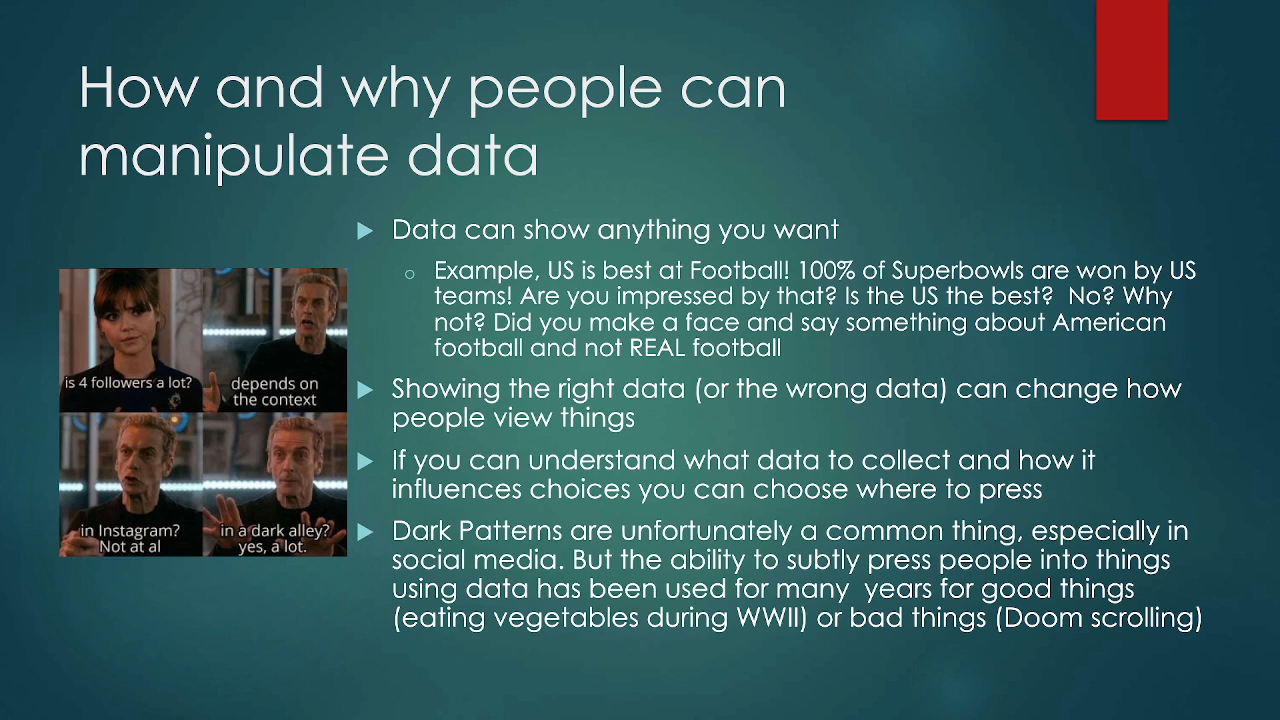 How and why people can
manipulate data
Data can show anything you want
Example, US is best at Football! 100% of Superbowls are won by US
teams! Are you impressed by that? Is the US the best?  No? Why
not? Did you make a face and say something about American
football and not REAL football
Showing the right data (or the wrong data) can change how
people view things
If you can understand what data to collect and how it
influences choices you can choose where to press
Dark Patterns are unfortunately a common thing, especially in
social media. But the ability to subtly press people into things
using data has been used for many  years for good things
(eating vegetables during WWII) or bad things (Doom scrolling)
is 4 followers a lot?
depends on
the context
in Instagram?
Not at al
in a dark alley?
yes, a lot.